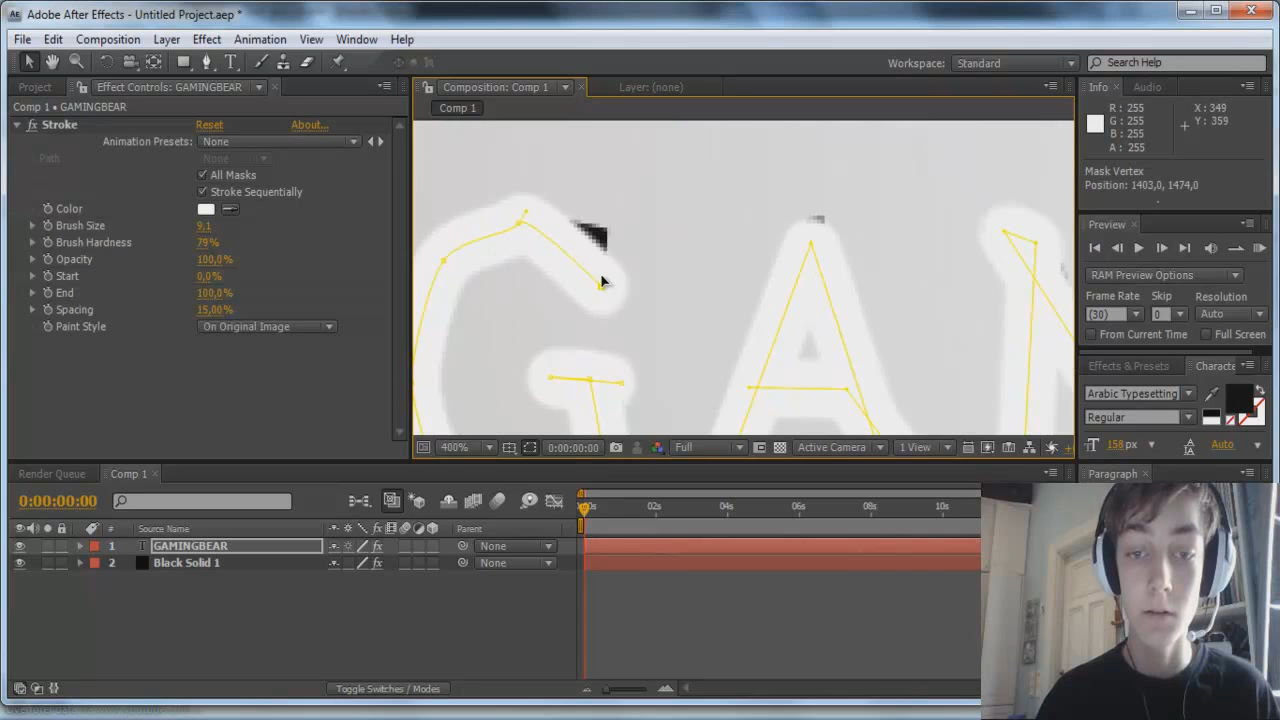 Adobe After Effects - Untitled Project.aep *
File Edit Composition Layer Effect Animation View Window Help
Workspace: Standard Search Help
Project Effect Controls: GAMINGBEAR
Comp 1 • GAMINGBEAR
fx Stroke Reset About...
Animation Presets: None
Path None
All Masks
Stroke Sequentially
Color
Brush Size 9,1
Brush Hardness 79%
Opacity 100,0%
Start 0,0%
End 100,0%
Spacing 15,00%
Paint Style On Original Image
Composition: Comp 1 Layer: (none)
Comp 1
GA
400% 0:00:00:00 Full Active Camera 1 View
Info Audio
R: 255 X: 349
G: 255 Y: 359
B: 255
A: 255
Mask Vertex
Position: 1403,0, 1474,0
Preview
RAM Preview Options
Frame Rate Skip Resolution
(30) 1 Auto
From Current Time Full Screen
Effects & Presets Characte
Arabic Typesetting
Regular
158 px Auto
Paragraph
Render Queue Comp 1
0:00:00:00
# Source Name Parent
1 T GAMINGBEAR fx None
2 Black Solid 1 fx None
02s 04s 06s 08s 10s
Toggle Switches / Modes